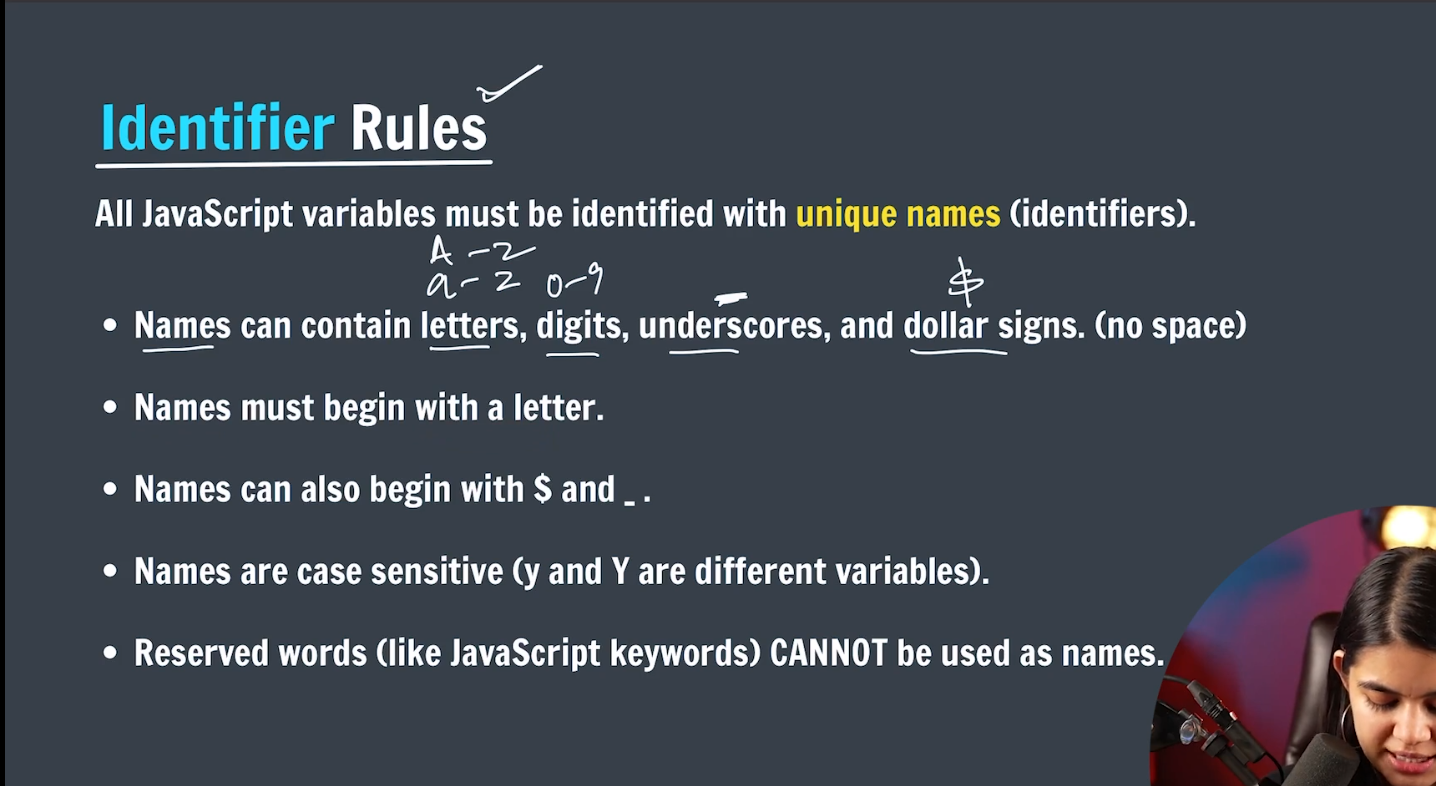 Identifier Rules
All JavaScript variables must be identified with unique names (identifiers).
A - Z
a - z 0-9 _ $
• Names can contain letters, digits, underscores, and dollar signs. (no space)
• Names must begin with a letter.
• Names can also begin with $ and _ .
• Names are case sensitive (y and Y are different variables).
• Reserved words (like JavaScript keywords) CANNOT be used as names.